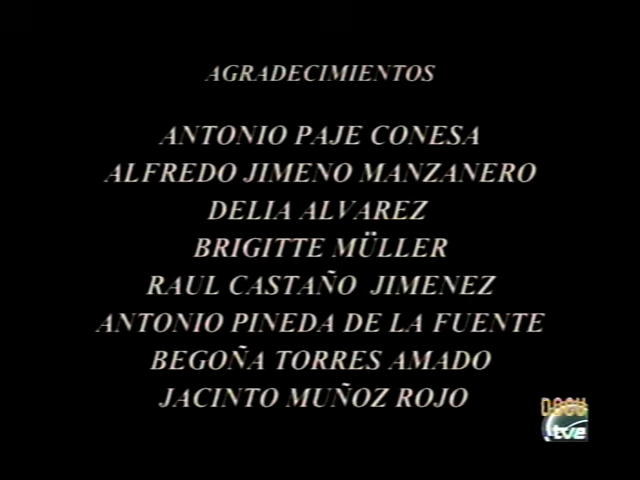 AGRADECIMIENTOS
ANTONIO PAJE CONESA
ALFREDO JIMENO MANZANERO
DELIA ALVAREZ
BRIGITTE MÜLLER
RAUL CASTAÑO JIMENEZ
ANTONIO PINEDA DE LA FUENTE
BEGOÑA TORRES AMADO
JACINTO MUÑOZ ROJO
DOCU
tve